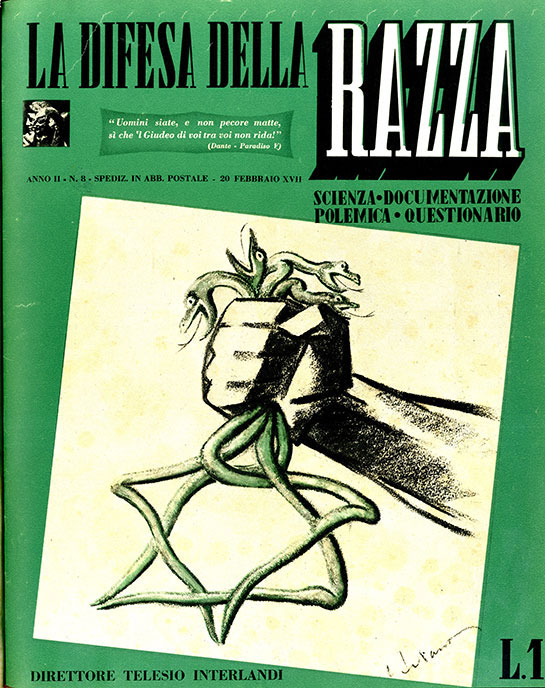 LA DIFESA DELLA
RAZZA
"Uomini siate, e non pecore matte,
sì che 'l Giudeo di voi tra voi non rida!"
(Dante - Paradiso V)
ANNO II - N. 8 - SPEDIZ. IN ABB. POSTALE - 20 FEBBRAIO XVII
SCIENZA • DOCUMENTAZIONE
POLEMICA • QUESTIONARIO
DIRETTORE TELESIO INTERLANDI
L.1